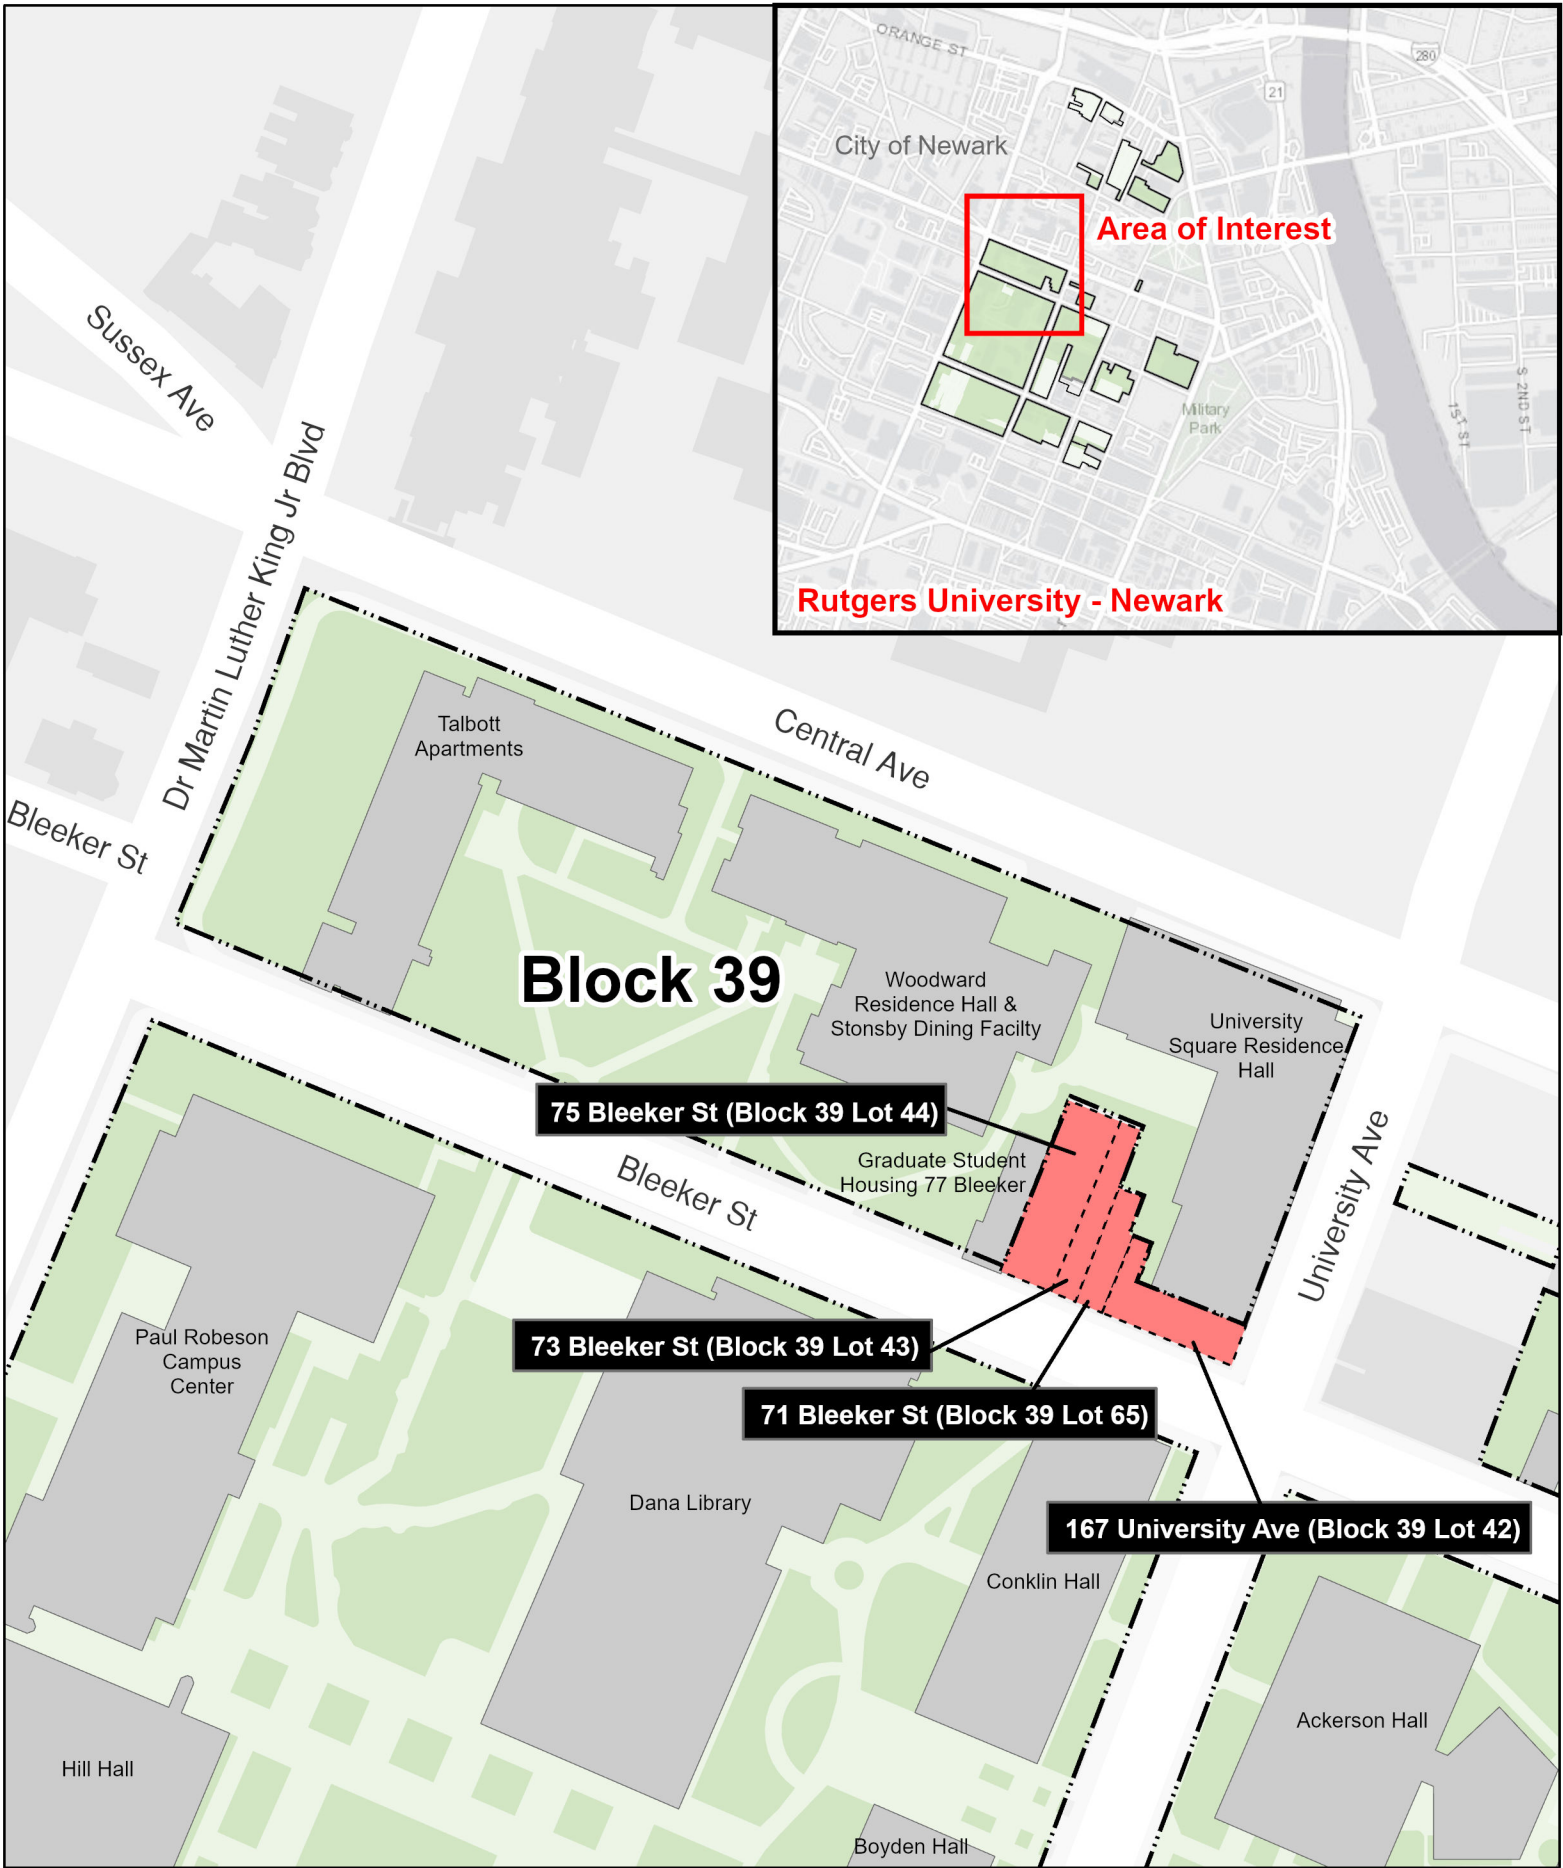 ORANGE ST
280
21
City of Newark
Area of Interest
Military
Park
1ST ST
S 2ND ST
Rutgers University - Newark
Sussex Ave
Dr Martin Luther King Jr Blvd
Central Ave
Bleeker St
Talbott
Apartments
Block 39
Woodward
Residence Hall &
Stonsby Dining Facilty
University
Square Residence
Hall
75 Bleeker St (Block 39 Lot 44)
Graduate Student
Housing 77 Bleeker
Bleeker St
University Ave
73 Bleeker St (Block 39 Lot 43)
71 Bleeker St (Block 39 Lot 65)
167 University Ave (Block 39 Lot 42)
Paul Robeson
Campus
Center
Dana Library
Conklin Hall
Ackerson Hall
Hill Hall
Boyden Hall